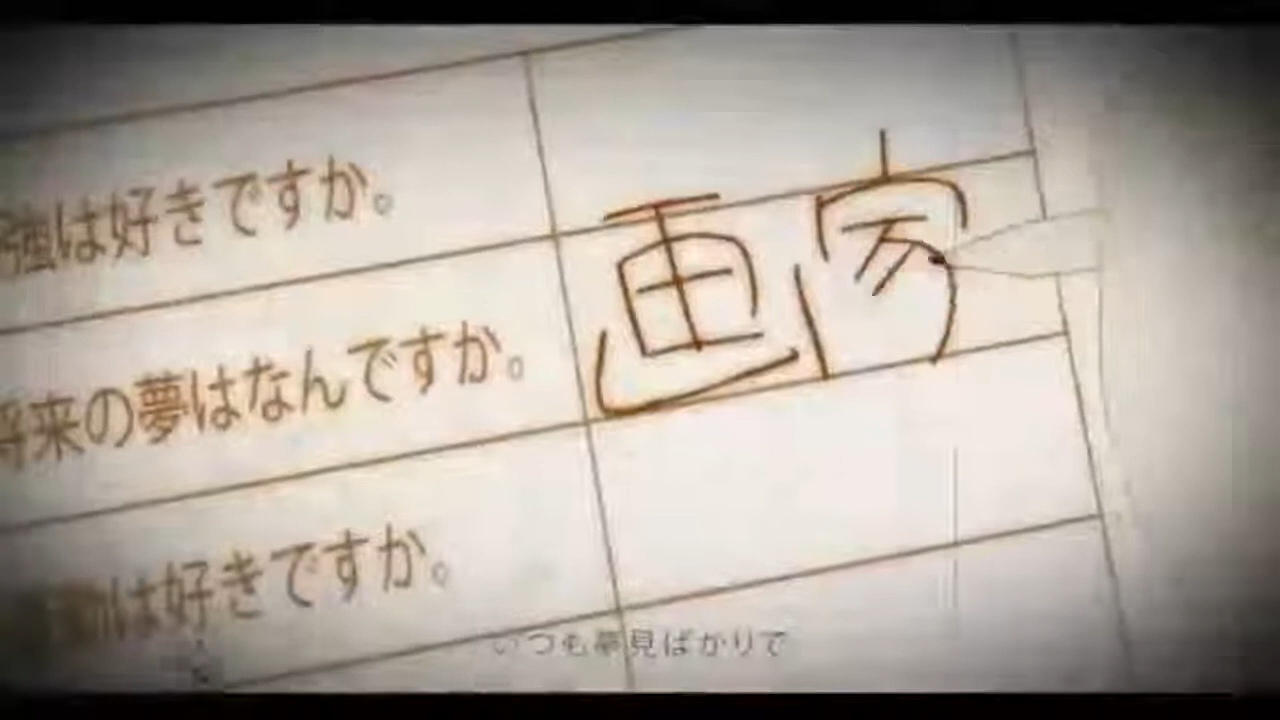 強は好きですか。
将来の夢はなんですか。
画家
は好きですか。
いつも夢見ばかりで